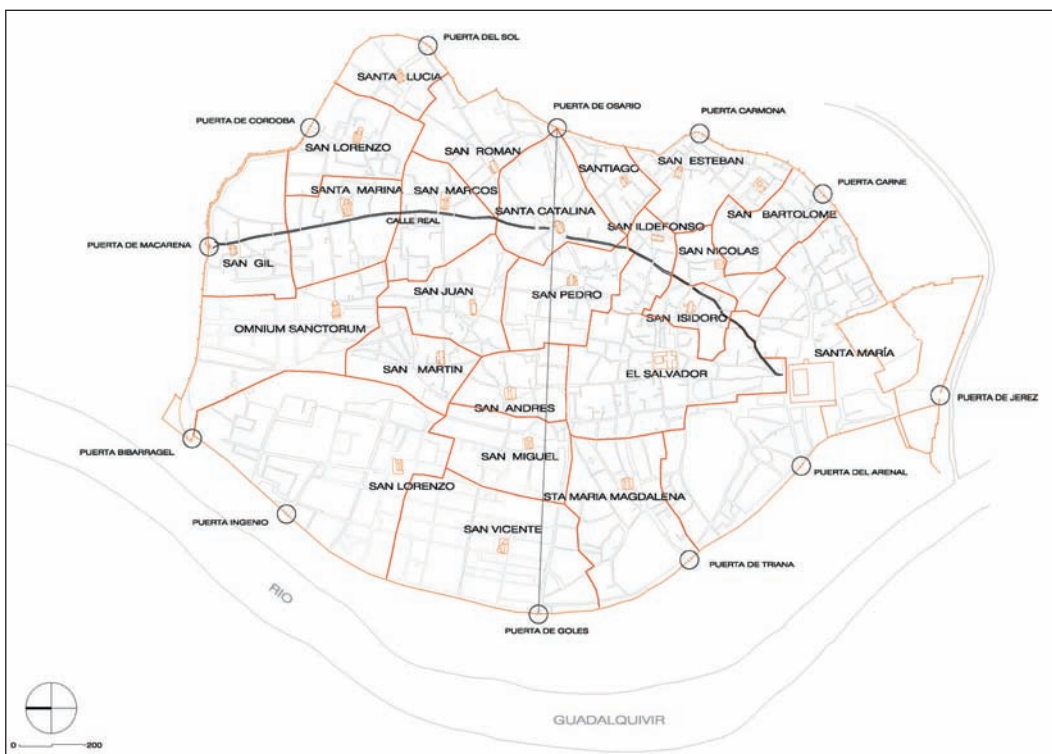 PUERTA DEL SOL
SANTA LUCIA
PUERTA DE CORDOBA
PUERTA DE OSARIO
PUERTA CARMONA
SAN LORENZO
SAN ROMAN
SANTIAGO
SAN ESTEBAN
PUERTA CARNE
SANTA MARINA
SAN MARCOS
SANTA CATALINA
SAN BARTOLOME
CALLE REAL
SAN ILDEFONSO
PUERTA DE MACARENA
SAN NICOLAS
SAN GIL
SAN JUAN
SAN PEDRO
OMNIUM SANCTORUM
SAN ISIDORO
SANTA MARÍA
SAN MARTIN
EL SALVADOR
PUERTA DE JEREZ
SAN ANDRES
PUERTA BIBARRAGEL
SAN MIGUEL
PUERTA DEL ARENAL
SAN LORENZO
STA MARIA MAGDALENA
PUERTA INGENIO
SAN VICENTE
PUERTA DE TRIANA
RIO
PUERTA DE GOLES
GUADALQUIVIR
0 200